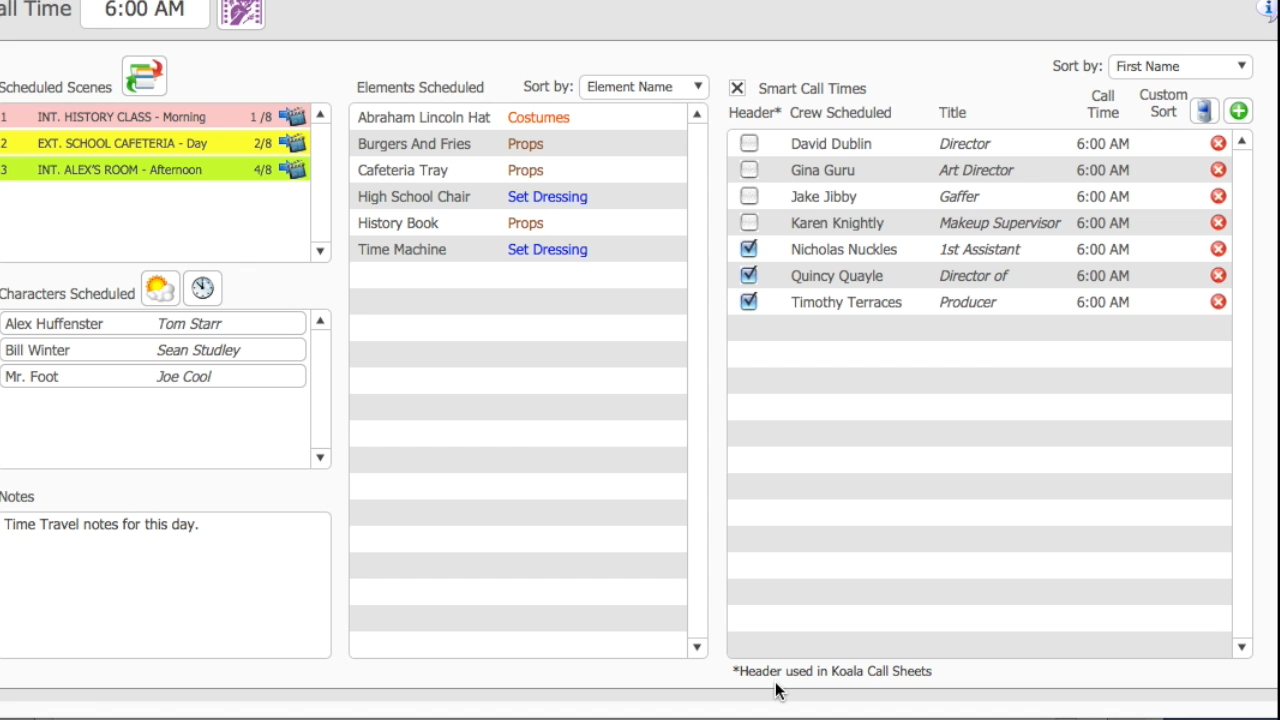 all Time 6:00 AM
Scheduled Scenes
1 INT. HISTORY CLASS - Morning 1 /8
2 EXT. SCHOOL CAFETERIA - Day 2/8
3 INT. ALEX'S ROOM - Afternoon 4/8
Characters Scheduled
Alex Huffenster Tom Starr
Bill Winter Sean Studley
Mr. Foot Joe Cool
Notes
Time Travel notes for this day.
Elements Scheduled Sort by: Element Name
Abraham Lincoln Hat Costumes
Burgers And Fries Props
Cafeteria Tray Props
High School Chair Set Dressing
History Book Props
Time Machine Set Dressing
Sort by: First Name
Smart Call Times
Header* Crew Scheduled Title Call Time Custom Sort
David Dublin Director 6:00 AM
Gina Guru Art Director 6:00 AM
Jake Jibby Gaffer 6:00 AM
Karen Knightly Makeup Supervisor 6:00 AM
Nicholas Nuckles 1st Assistant 6:00 AM
Quincy Quayle Director of 6:00 AM
Timothy Terraces Producer 6:00 AM
*Header used in Koala Call Sheets